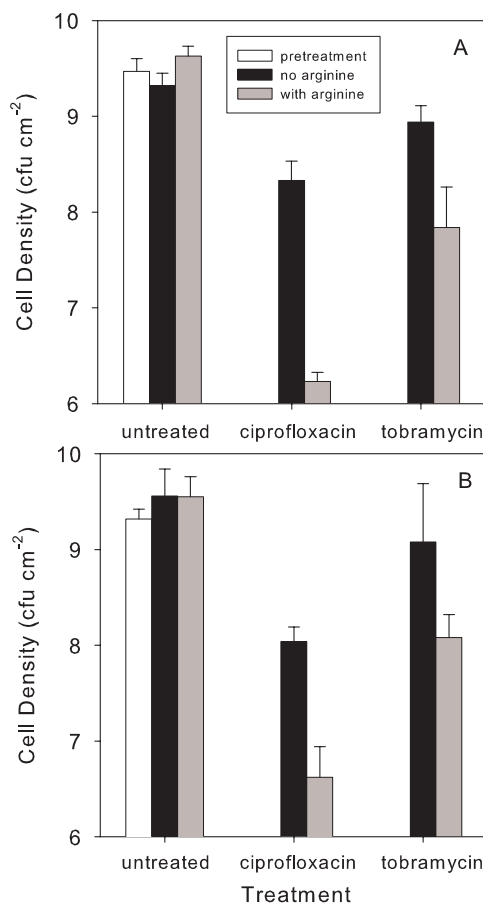 10
A
pretreatment
no arginine
with arginine
9
8
7
6
Cell Density (cfu cm⁻²)
untreated ciprofloxacin tobramycin
10
B
9
8
7
6
Cell Density (cfu cm⁻²)
untreated ciprofloxacin tobramycin
Treatment